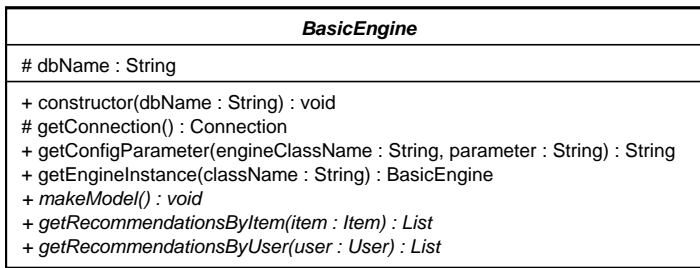 BasicEngine
# dbName : String
+ constructor(dbName : String) : void
# getConnection() : Connection
+ getConfigParameter(engineClassName : String, parameter : String) : String
+ getEngineInstance(className : String) : BasicEngine
+ makeModel() : void
+ getRecommendationsByItem(item : Item) : List
+ getRecommendationsByUser(user : User) : List